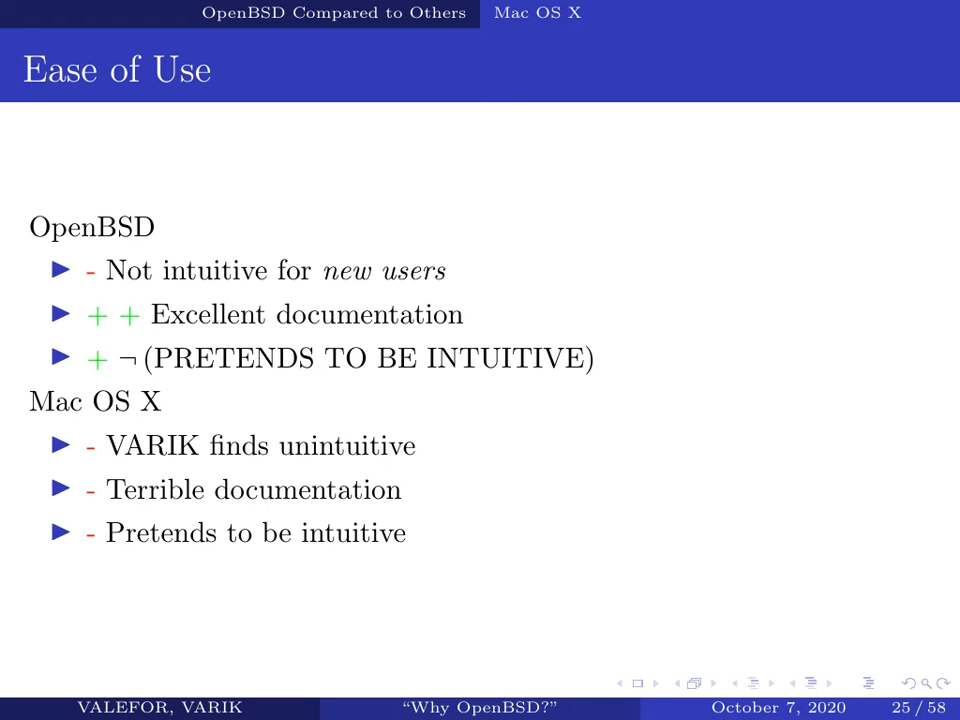 OpenBSD Compared to Others Mac OS X
Ease of Use
OpenBSD
- Not intuitive for new users
+ + Excellent documentation
+ ¬ (PRETENDS TO BE INTUITIVE)
Mac OS X
- VARIK finds unintuitive
- Terrible documentation
- Pretends to be intuitive
VALEFOR, VARIK “Why OpenBSD?” October 7, 2020 25 / 58